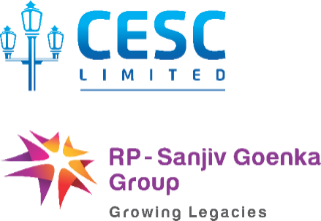 CESC
LIMITED
RP - Sanjiv Goenka
Group
Growing Legacies